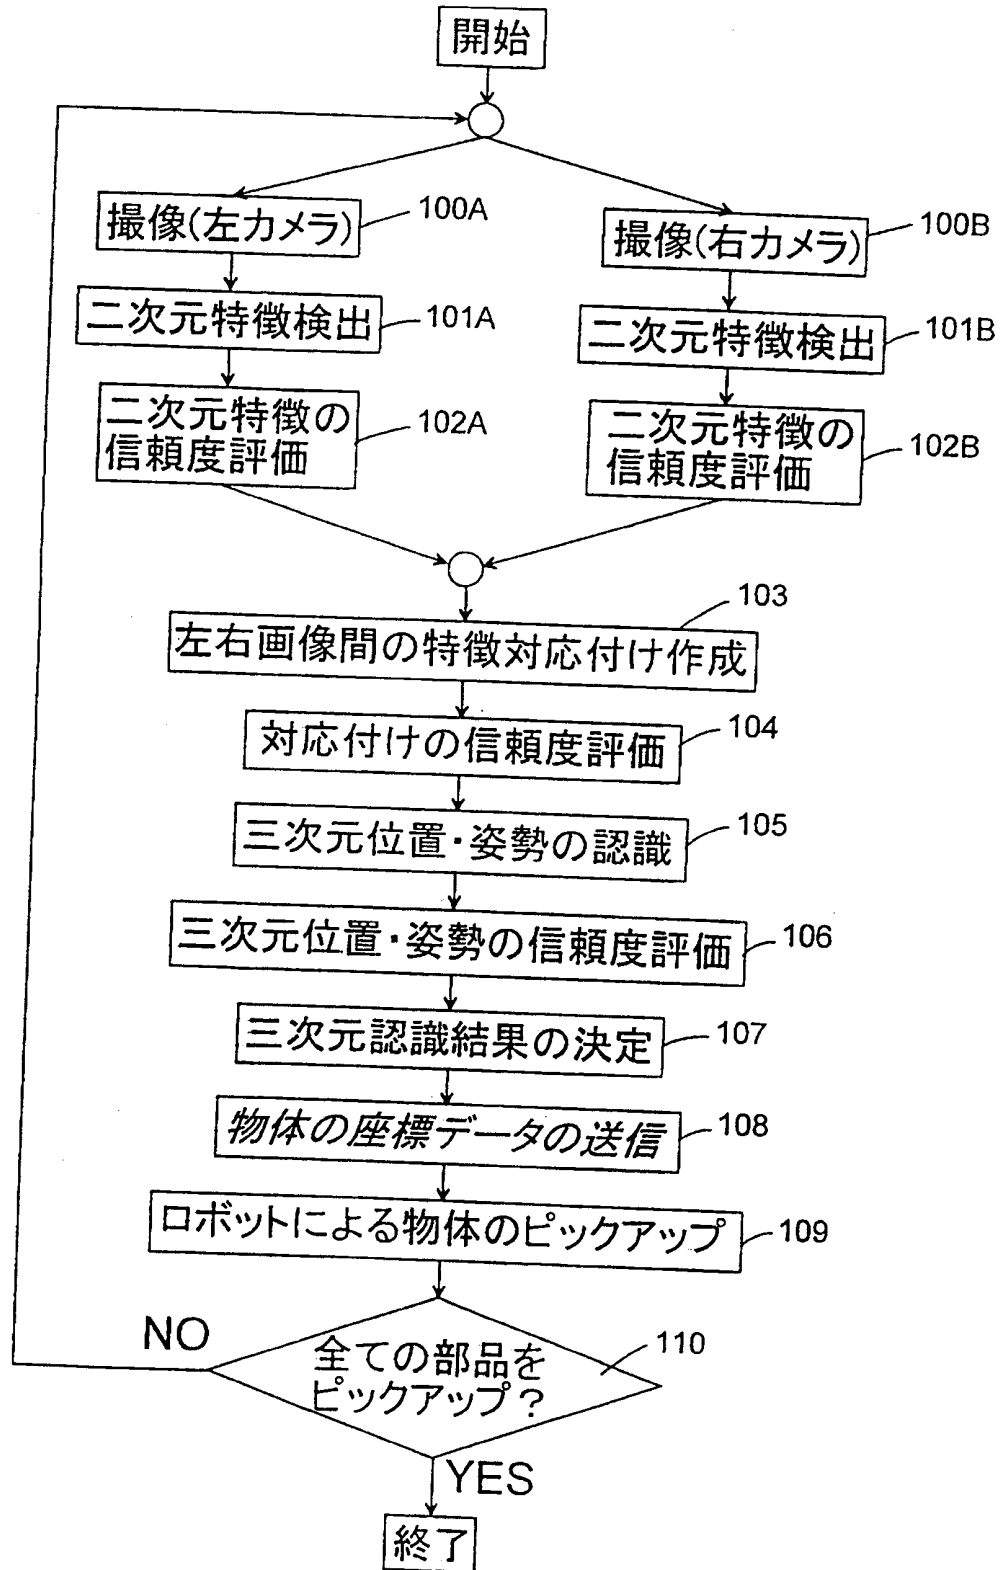 開始
撮像(左カメラ)
100A
撮像(右カメラ)
100B
二次元特徴検出
101A
二次元特徴検出
101B
二次元特徴の
信頼度評価
102A
二次元特徴の
信頼度評価
102B
103
左右画像間の特徴対応付け作成
対応付けの信頼度評価
104
三次元位置・姿勢の認識
105
三次元位置・姿勢の信頼度評価
106
三次元認識結果の決定
107
物体の座標データの送信
108
ロボットによる物体のピックアップ
109
NO
全ての部品を
ピックアップ?
110
YES
終了